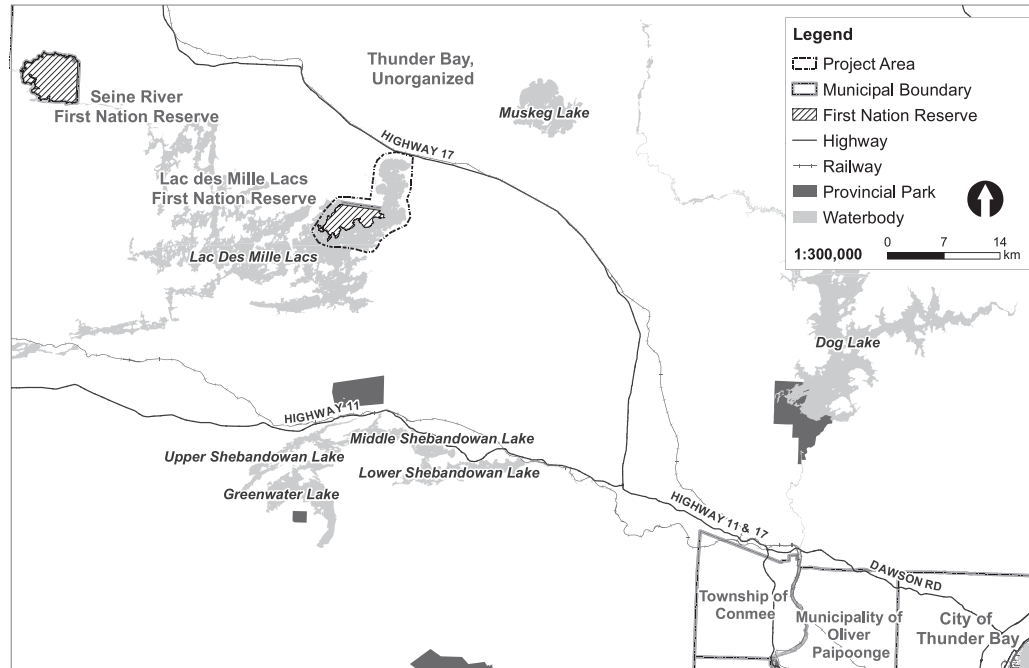 Thunder Bay,
Unorganized
Legend
Project Area
Municipal Boundary
First Nation Reserve
Highway
Railway
Provincial Park
Waterbody
1:300,000
0 7 14
km
Seine River
First Nation Reserve
Muskeg Lake
HIGHWAY 17
Lac des Mille Lacs
First Nation Reserve
Lac Des Mille Lacs
Dog Lake
HIGHWAY 11
Middle Shebandowan Lake
Upper Shebandowan Lake
Lower Shebandowan Lake
Greenwater Lake
HIGHWAY 11 & 17
DAWSON RD
Township of
Conmee
Municipality of
Oliver
Paipoonge
City of
Thunder Bay